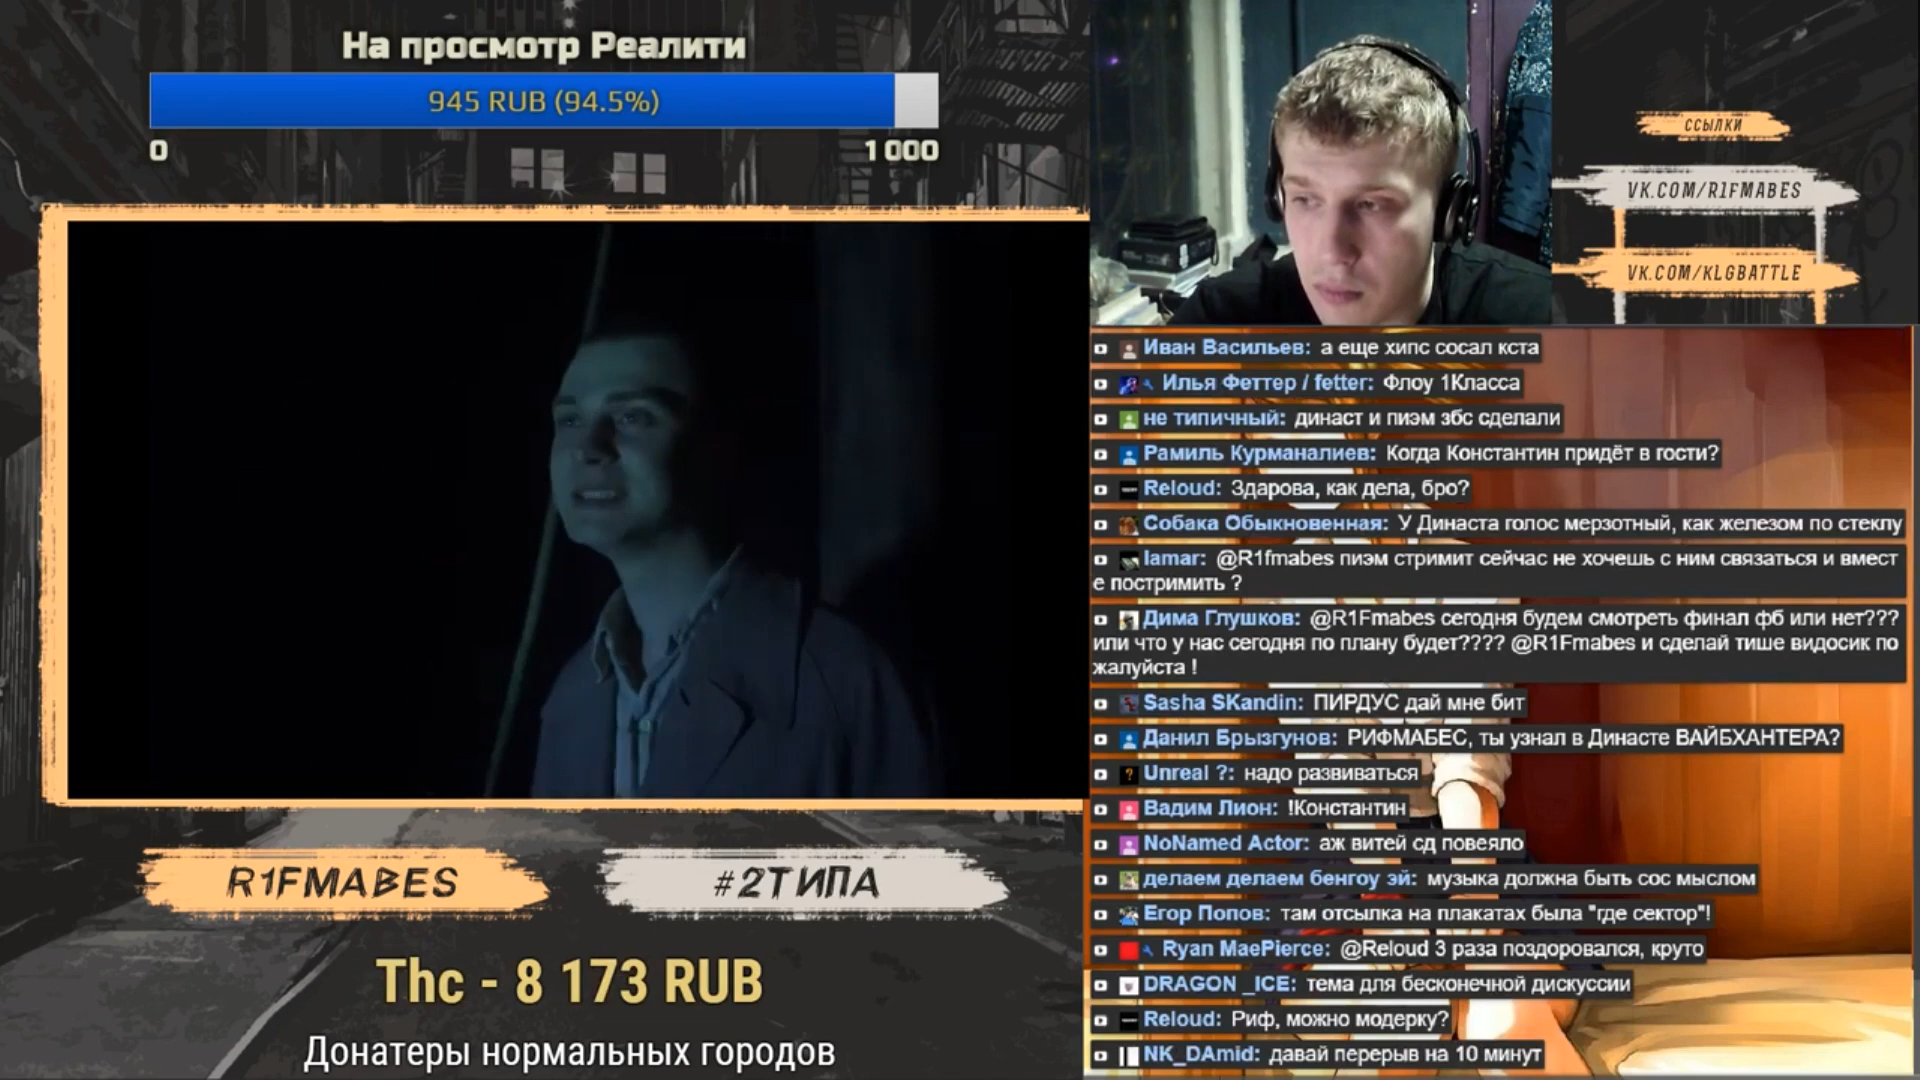 На просмотр Реалити
945 RUB (94.5%)
0
1 000
ССЫЛКИ
VK.COM/R1FMABES
VK.COM/KLGBATTLE
Иван Васильев: а еще хипс сосал кста
Илья Феттер / fetter: Флоу 1Класса
не типичный: династ и пиэм збс сделали
Рамиль Курманалиев: Когда Константин придёт в гости?
Reloud: Здарова, как дела, бро?
Собака Обыкновенная: У Династа голос мерзотный, как железом по стеклу
lamar: @R1fmabes пиэм стримит сейчас не хочешь с ним связаться и вмест
е постримить ?
Дима Глушков: @R1Fmabes сегодня будем смотреть финал фб или нет???
или что у нас сегодня по плану будет???? @R1Fmabes и сделай тише видосик по
жалуйста !
Sasha SKandin: ПИРДУС дай мне бит
Данил Брызгунов: РИФМАБЕС, ты узнал в Династе ВАЙБХАНТЕРА?
Unreal ?: надо развиваться
Вадим Лион: !Константин
NoNamed Actor: аж витей сд повеяло
делаем делаем бенгоу эй: музыка должна быть сос мыслом
Егор Попов: там отсылка на плакатах была "где сектор"!
Ryan MaePierce: @Reloud 3 раза поздоровался, круто
DRAGON _ICE: тема для бесконечной дискуссии
Reloud: Риф, можно модерку?
NK_DAmid: давай перерыв на 10 минут
R1FMABES
#2ТИПА
Thc - 8 173 RUB
Донатеры нормальных городов